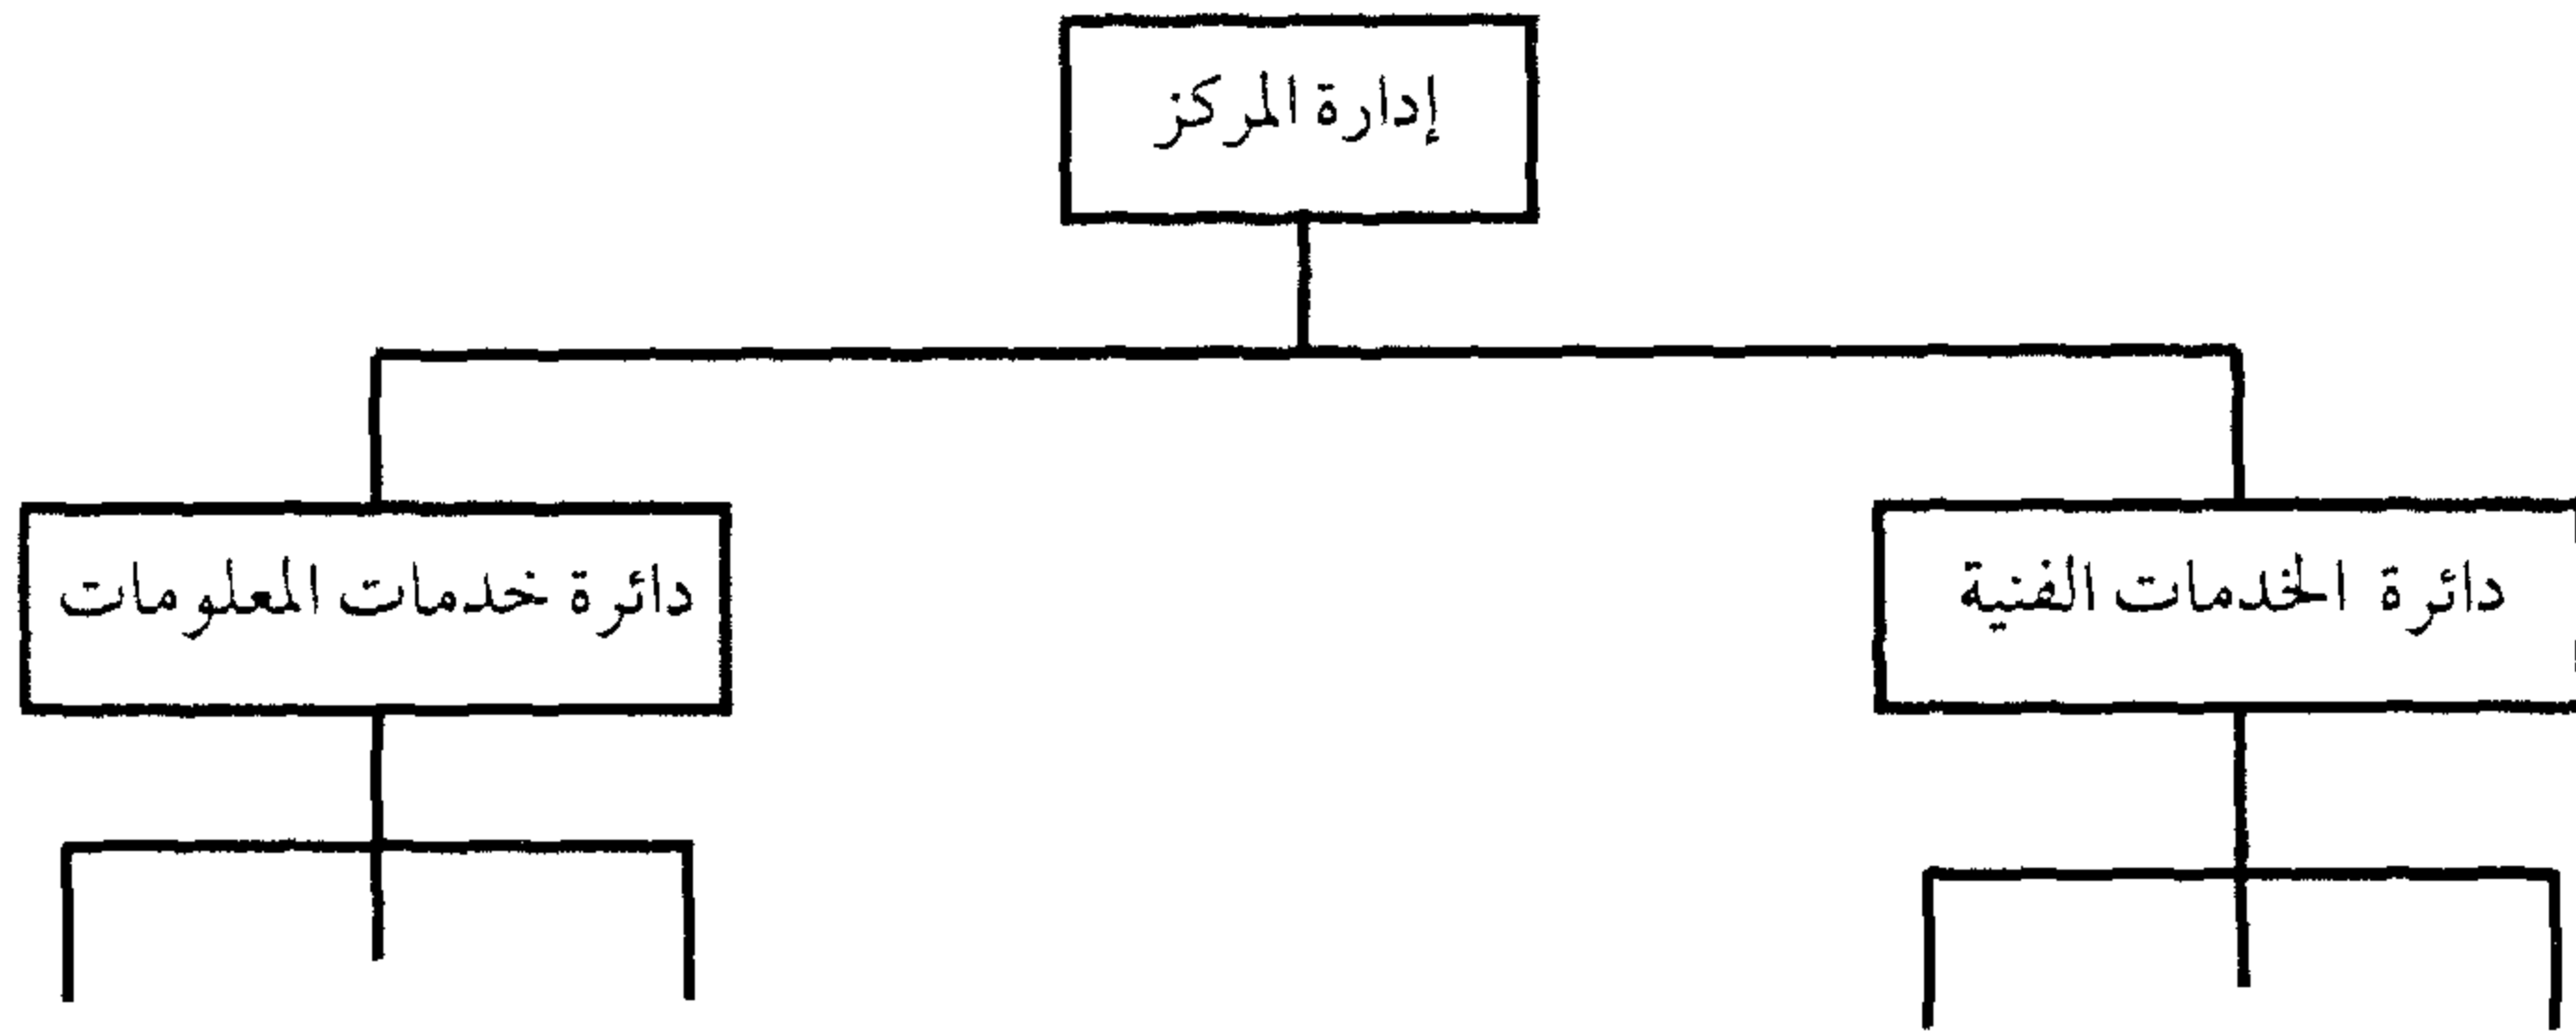 إدارة المركز
دائرة الخدمات الفنية
دائرة خدمات المعلومات